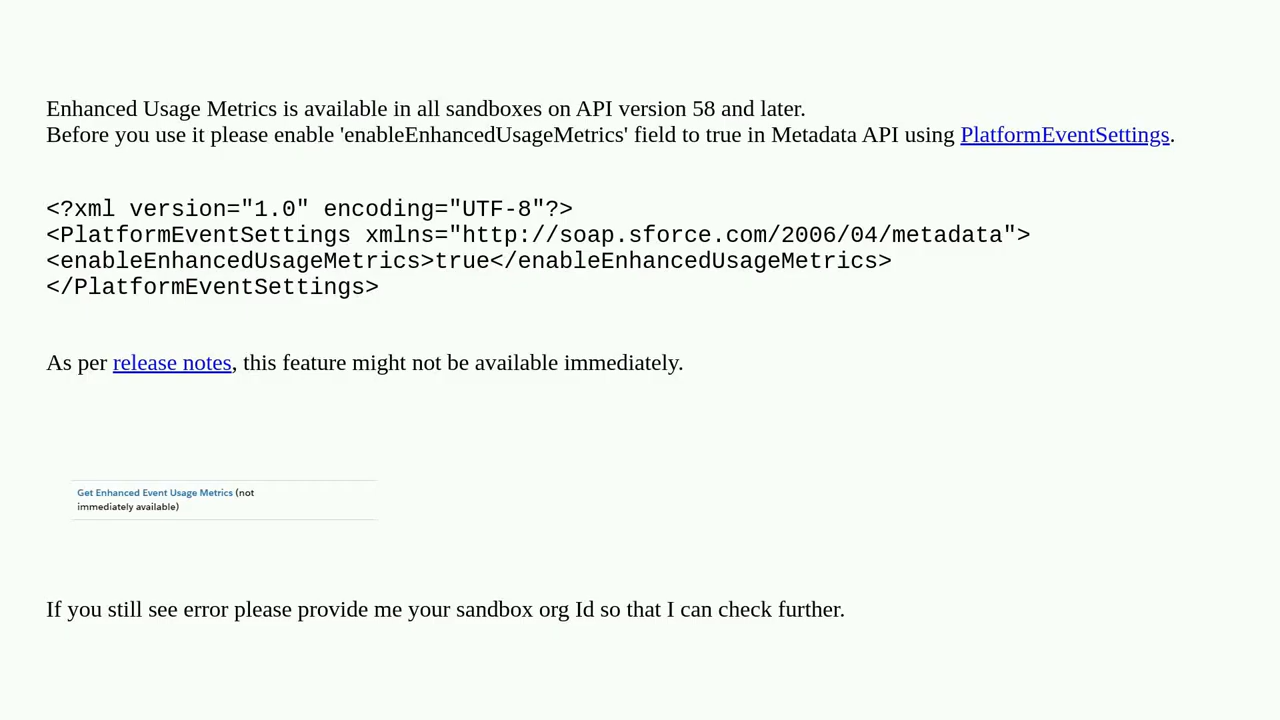 Enhanced Usage Metrics is available in all sandboxes on API version 58 and later.
Before you use it please enable 'enableEnhancedUsageMetrics' field to true in Metadata API using PlatformEventSettings.
<?xml version="1.0" encoding="UTF-8"?>
<PlatformEventSettings xmlns="http://soap.sforce.com/2006/04/metadata">
<enableEnhancedUsageMetrics>true</enableEnhancedUsageMetrics>
</PlatformEventSettings>
As per release notes, this feature might not be available immediately.
Get Enhanced Event Usage Metrics (not
immediately available)
If you still see error please provide me your sandbox org Id so that I can check further.